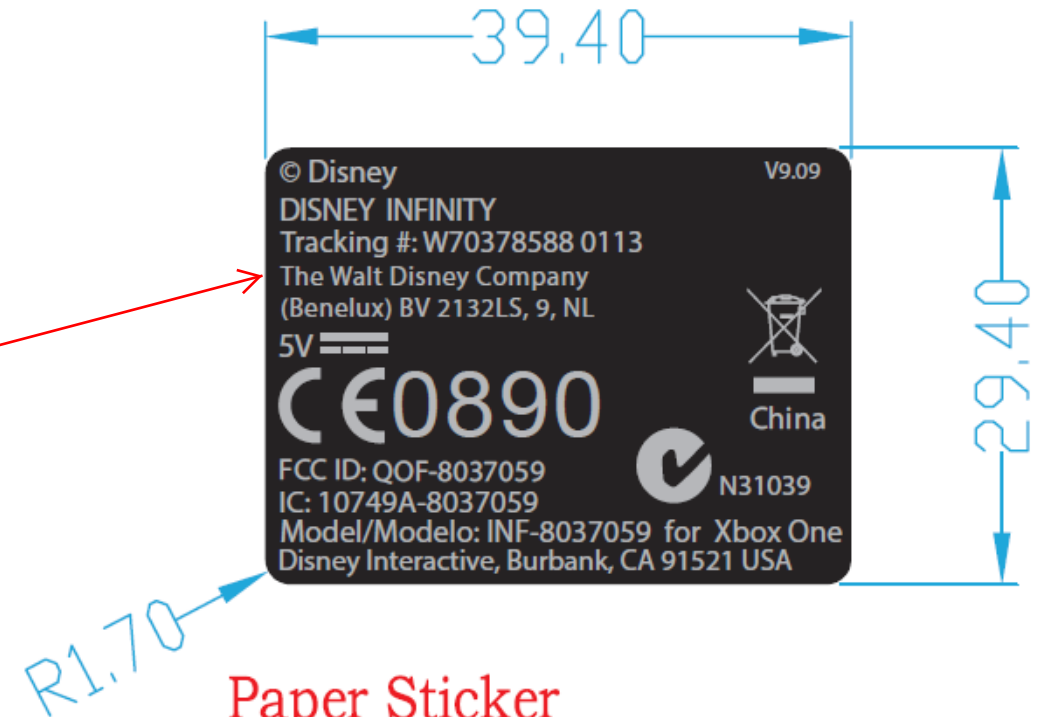 39.40
© Disney
V9.09
DISNEY INFINITY
Tracking #: W70378588 0113
The Walt Disney Company
(Benelux) BV 2132LS, 9, NL
5V
CE0890
China
FCC ID: QOF-8037059
N31039
IC: 10749A-8037059
Model/Modelo: INF-8037059 for Xbox One
Disney Interactive, Burbank, CA 91521 USA
29.40
R1.70
Paper Sticker